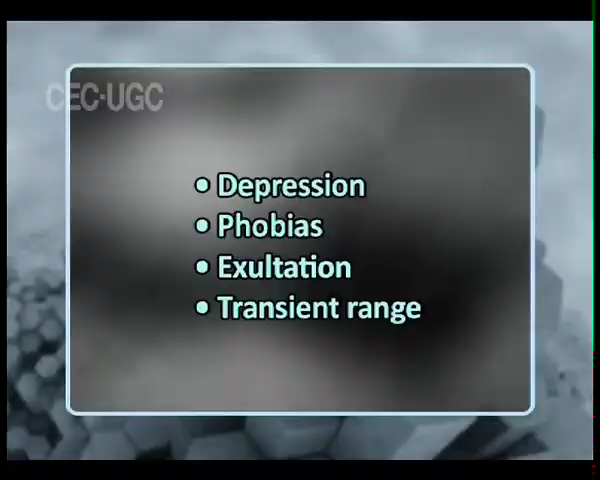 CEC-UGC
• Depression
• Phobias
• Exultation
• Transient range